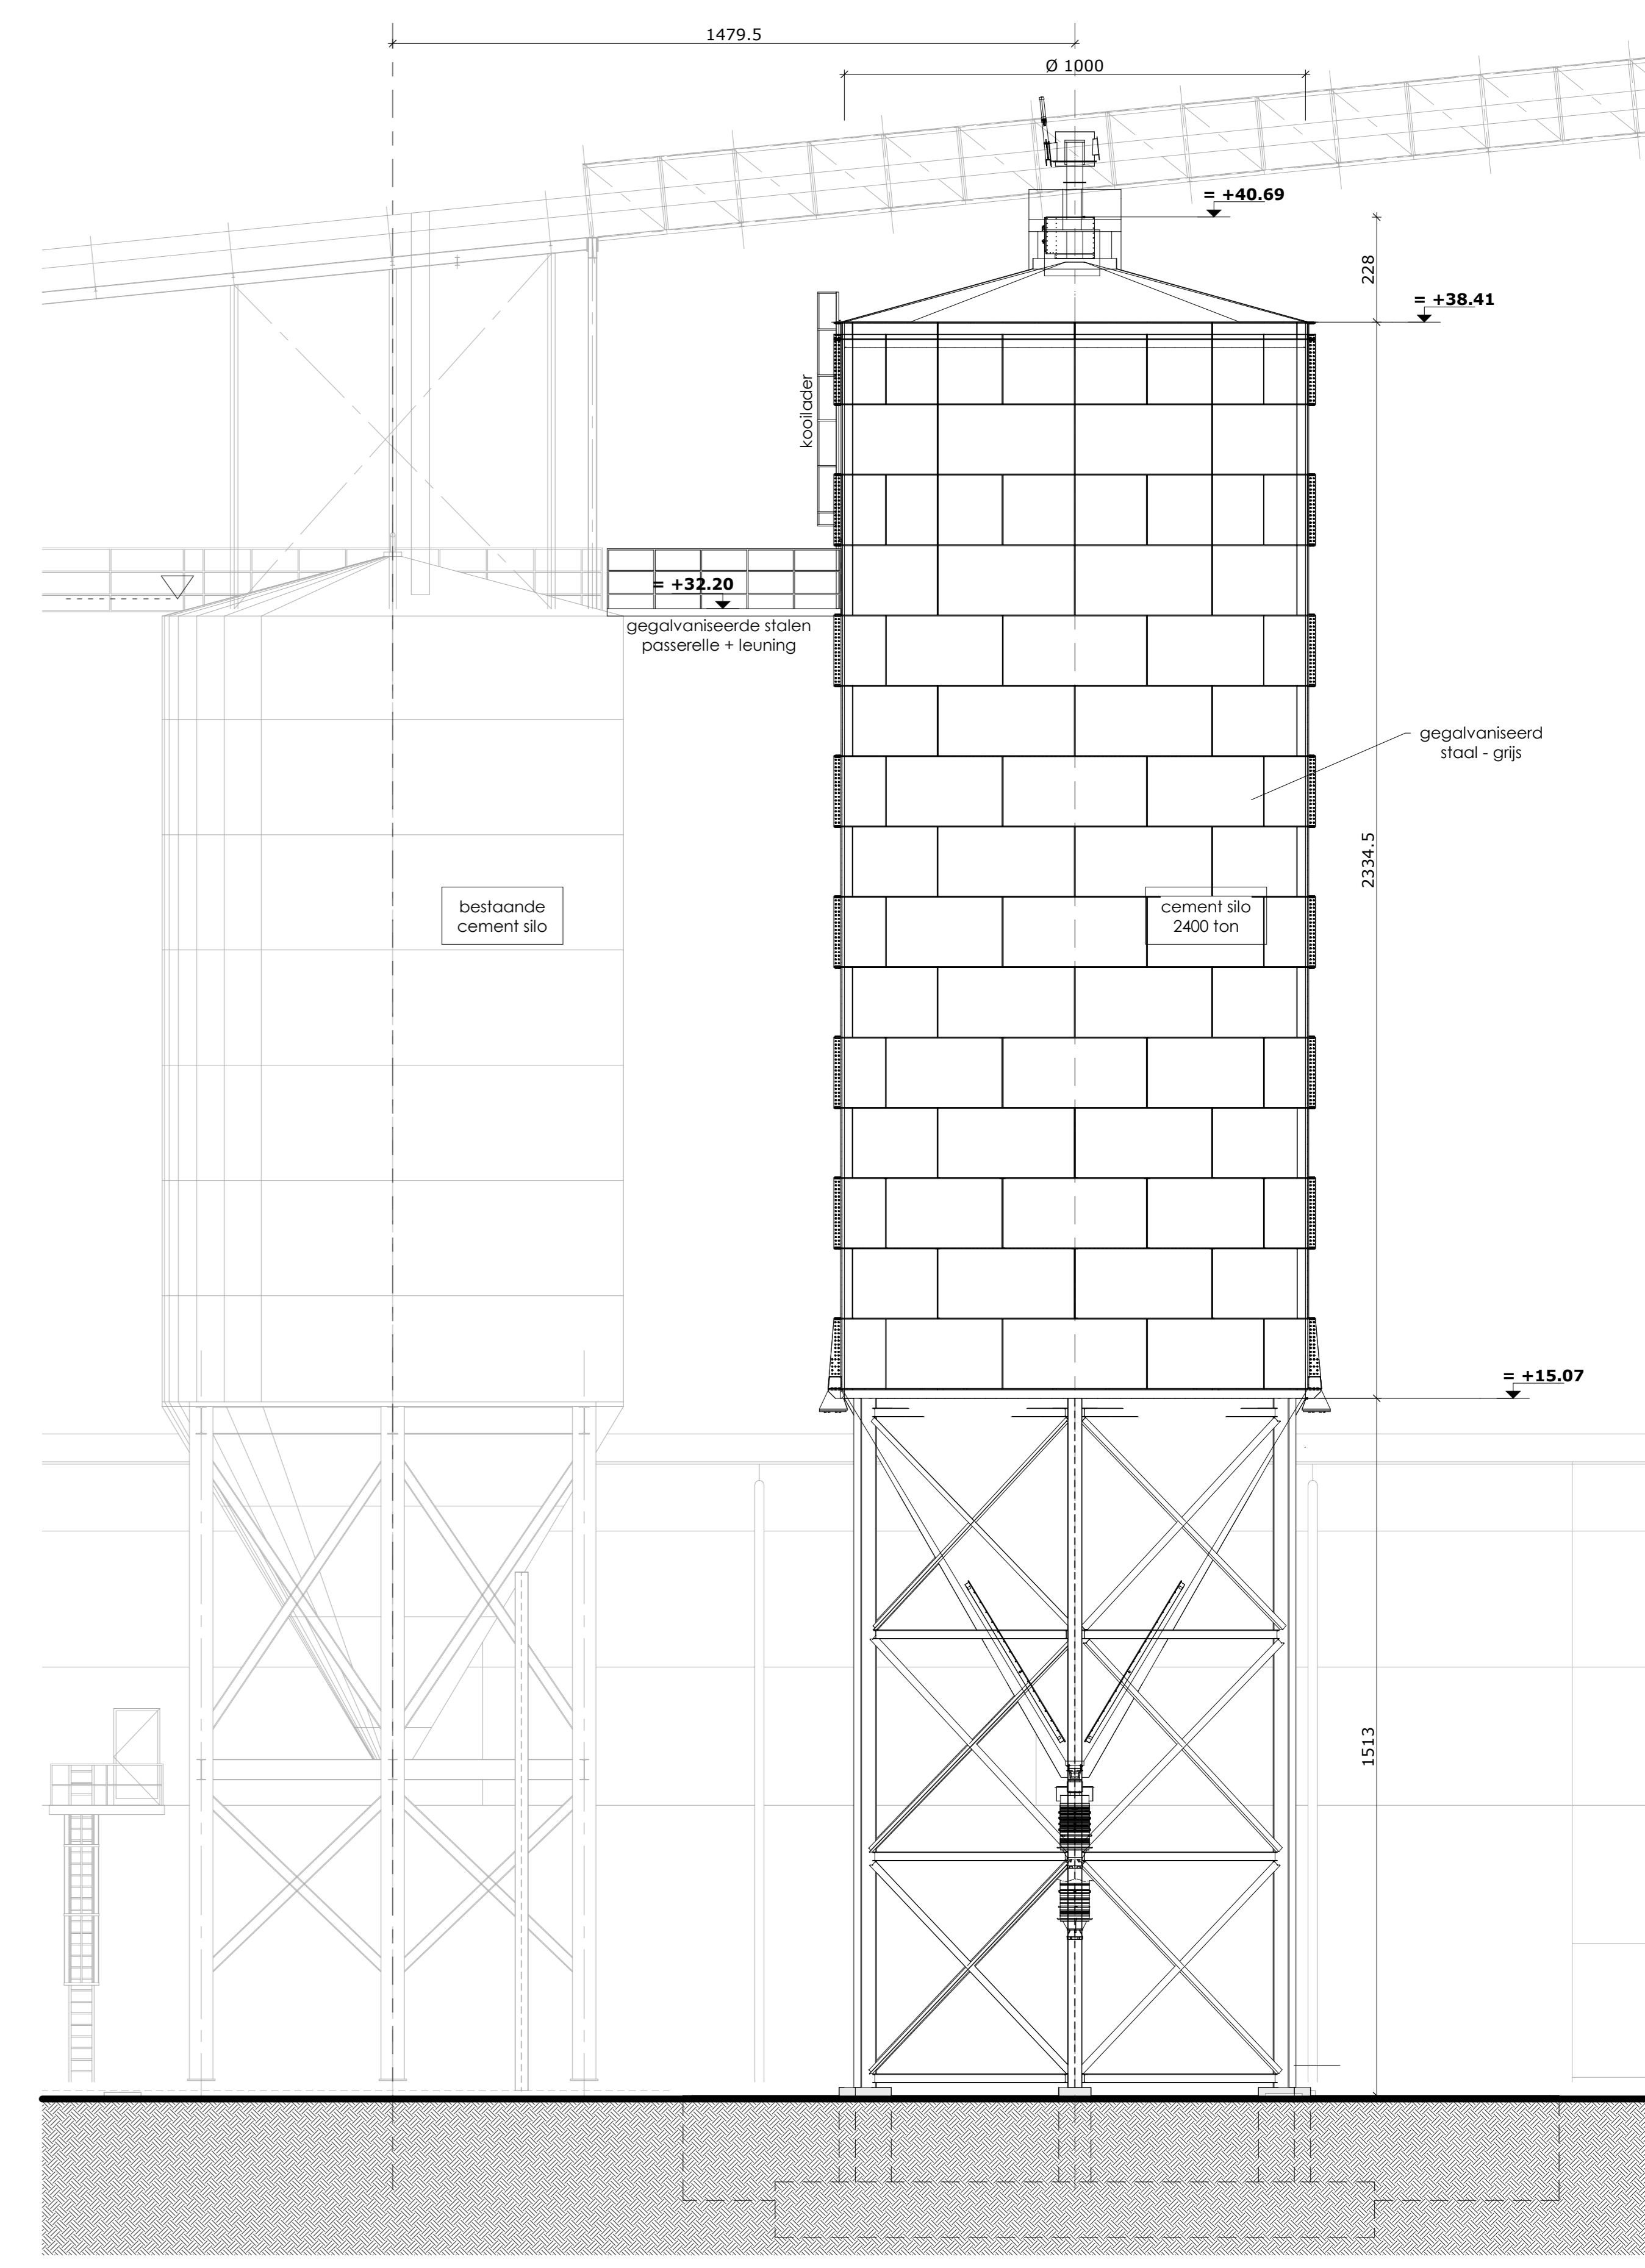 1479.5
Ø 1000
= +40.69
228
= +38.41
kooilader
= +32.20
gegalvaniseerde stalen
passerelle + leuning
gegalvaniseerd
staal - grijs
2334.5
bestaande
cement silo
cement silo
2400 ton
= +15.07
1513